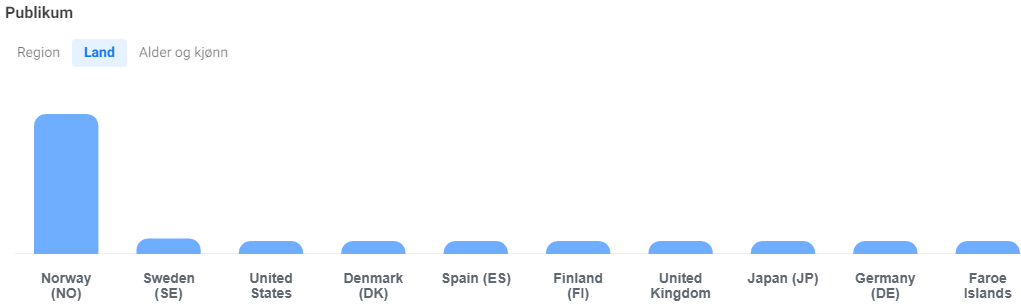 Publikum
Region Land Alder og kjønn
Norway (NO)
Sweden (SE)
United States
Denmark (DK)
Spain (ES)
Finland (FI)
United Kingdom
Japan (JP)
Germany (DE)
Faroe Islands